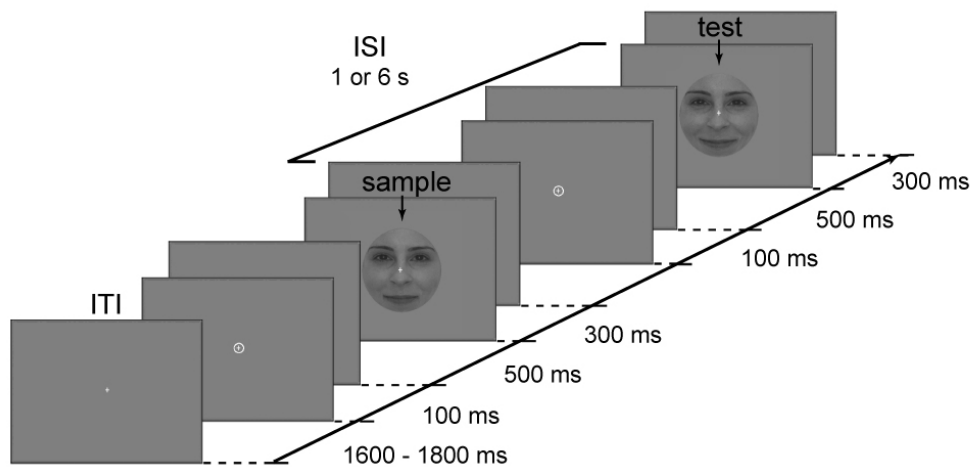 test
ISI
1 or 6 s
sample
300 ms
500 ms
100 ms
ITI
300 ms
500 ms
100 ms
1600 - 1800 ms